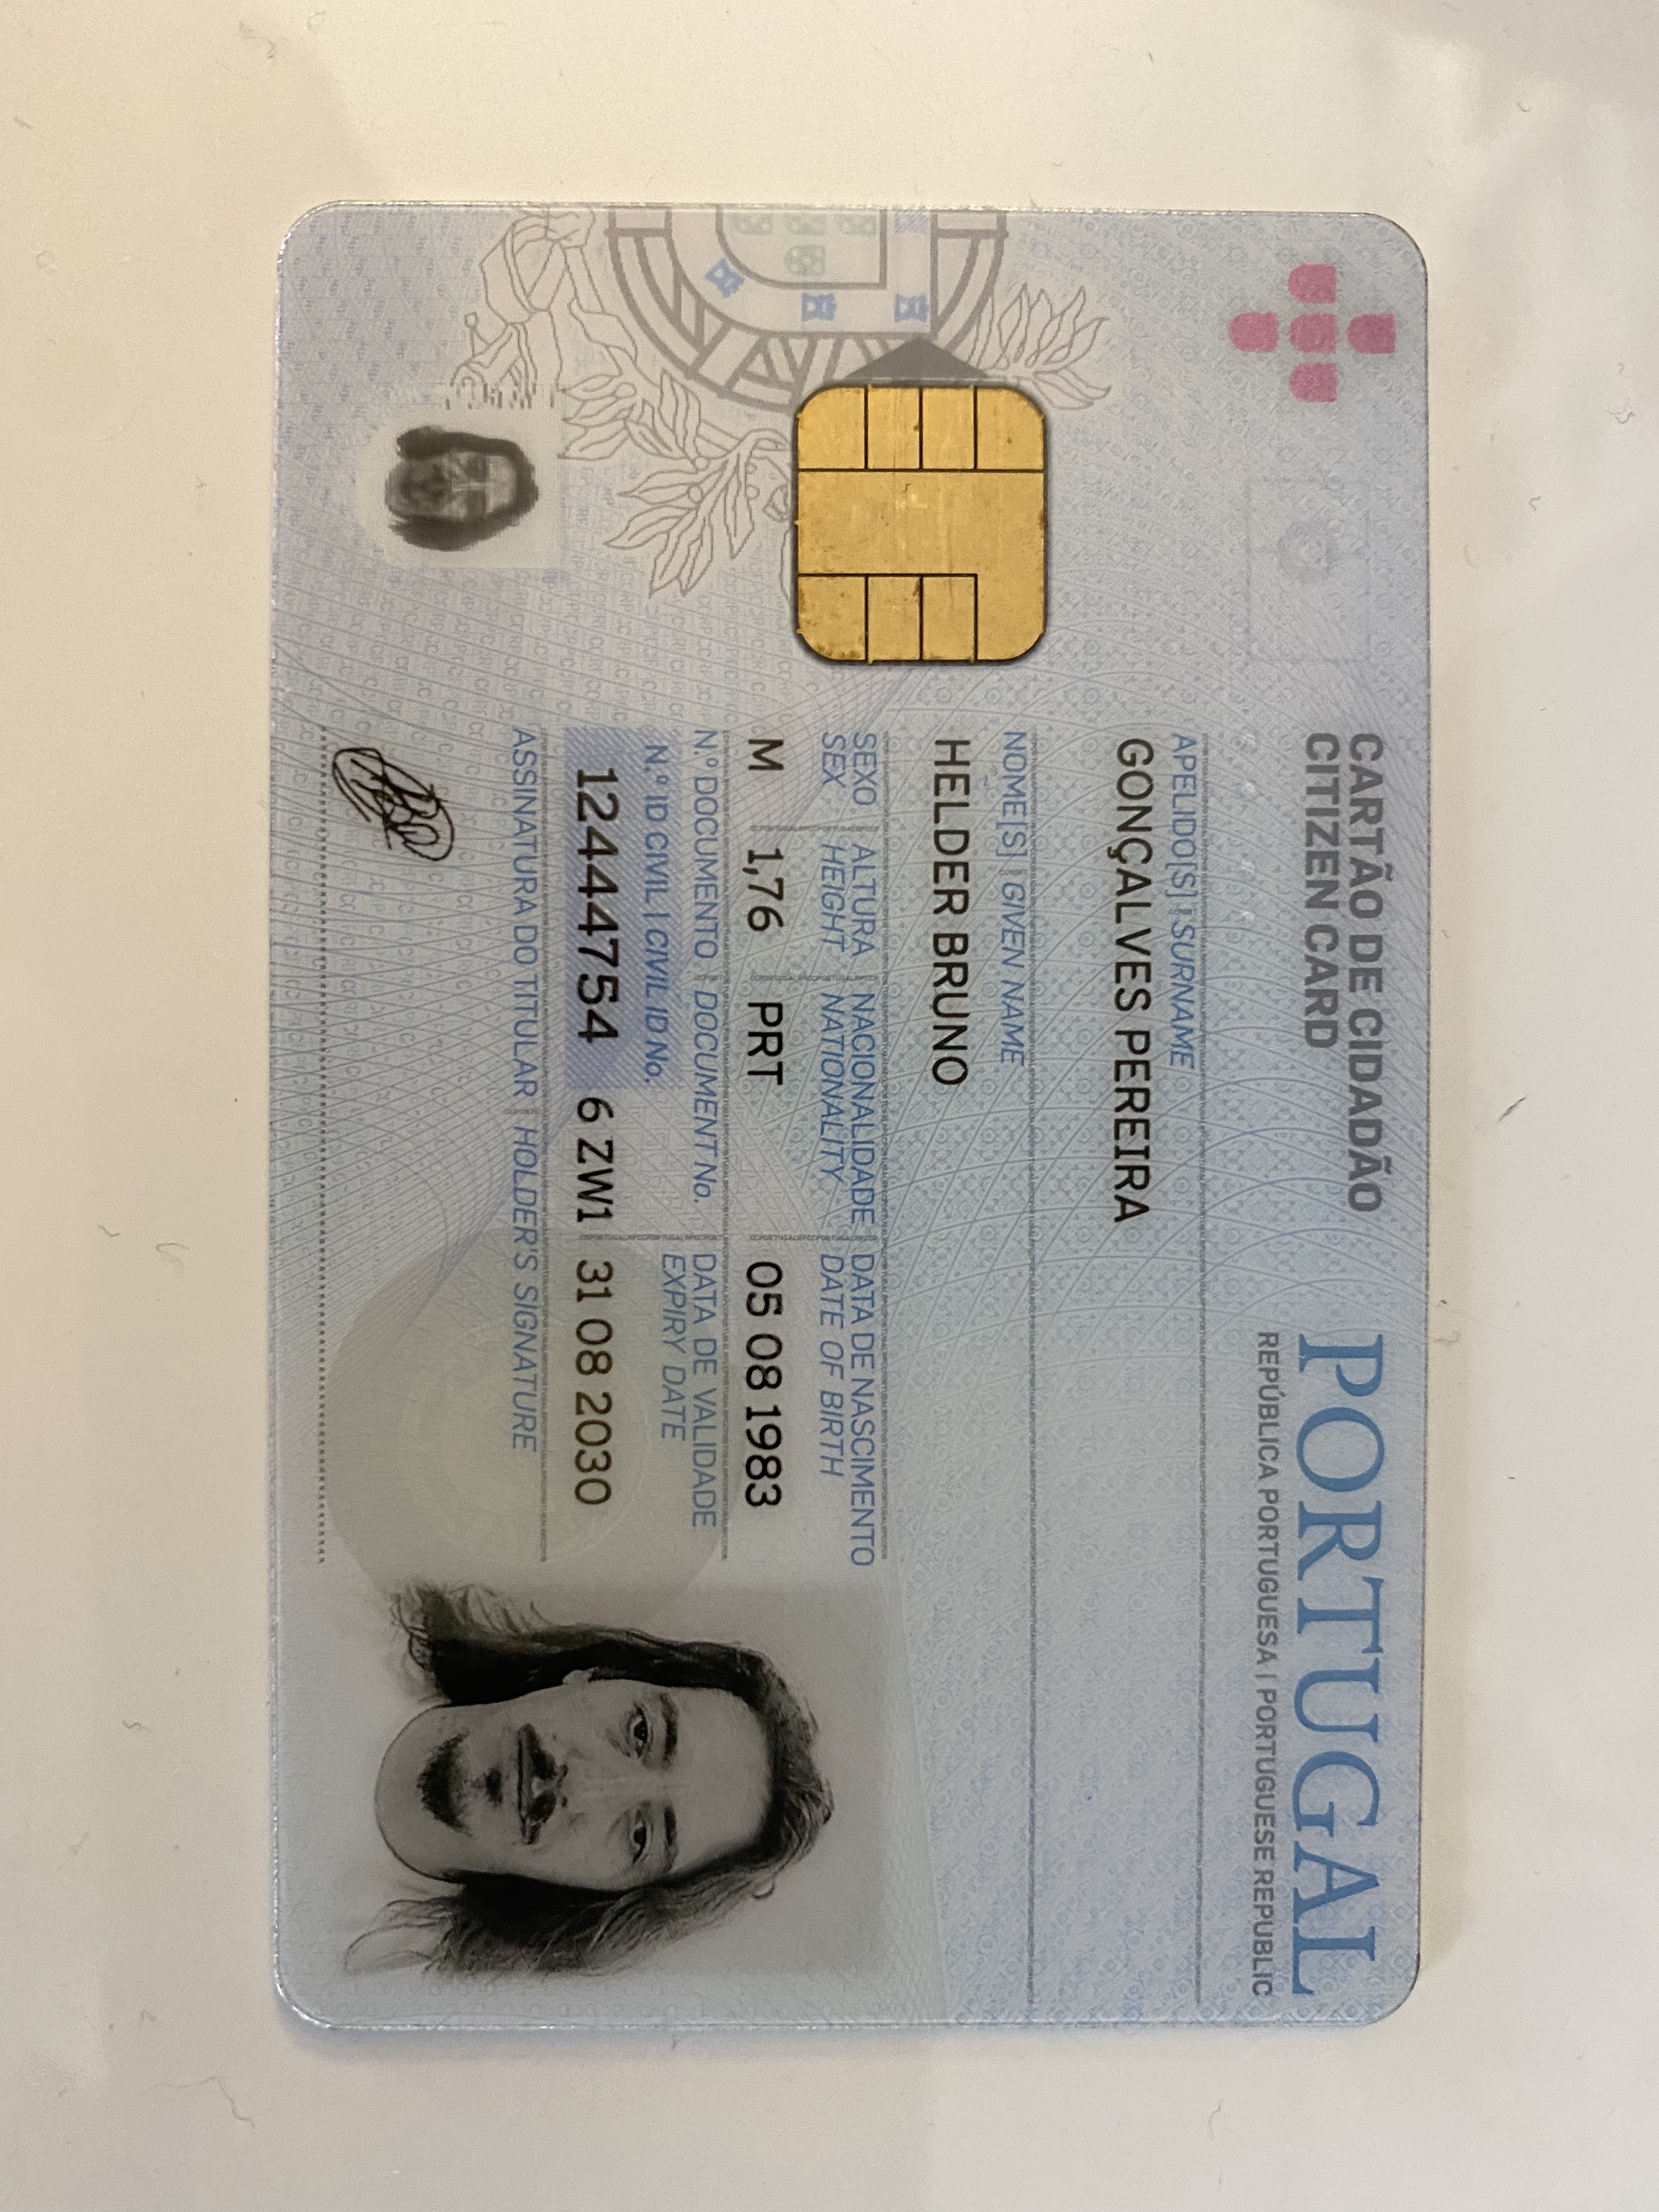 CARTÃO DE CIDADÃO
CITIZEN CARD
PORTUGAL
REPÚBLICA PORTUGUESA | PORTUGUESE REPUBLIC
APELIDO[S] | SURNAME
GONÇALVES PEREIRA
NOME[S] | GIVEN NAME
HELDER BRUNO
SEXO ALTURA NACIONALIDADE DATA DE NASCIMENTO
SEX HEIGHT NATIONALITY DATE OF BIRTH
M 1,76 PRT 05 08 1983
N.º DOCUMENTO DOCUMENT No. DATA DE VALIDADE
N.º ID CIVIL | CIVIL ID No. EXPIRY DATE
12444754 6 ZW1 31 08 2030
ASSINATURA DO TITULAR HOLDER'S SIGNATURE